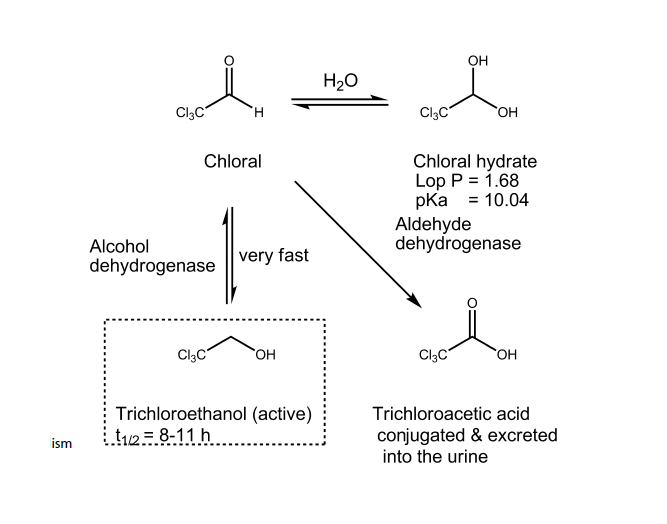 O
OH
H₂O
Cl₃C
H
Cl₃C
OH
Chloral
Chloral hydrate
Lop P = 1.68
pKa = 10.04
Aldehyde
dehydrogenase
Alcohol
dehydrogenase
very fast
O
Cl₃C
OH
Cl₃C
OH
Trichloroethanol (active)
t1/2 = 8-11 h
Trichloroacetic acid
conjugated & excreted
into the urine
ism